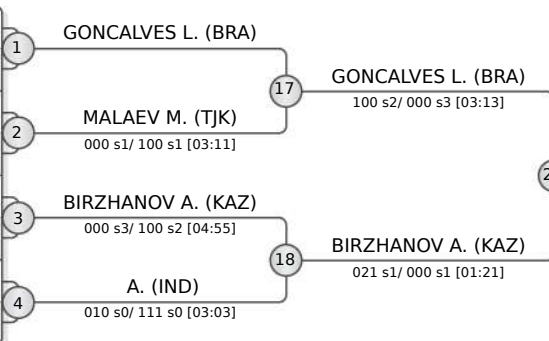 GONCALVES L. (BRA)
1
17
GONCALVES L. (BRA)
100 s2/ 000 s3 [03:13]
MALAEV M. (TJK)
2
000 s1/ 100 s1 [03:11]
BIRZHANOV A. (KAZ)
3
000 s3/ 100 s2 [04:55]
18
BIRZHANOV A. (KAZ)
021 s1/ 000 s1 [01:21]
A. (IND)
4
010 s0/ 111 s0 [03:03]